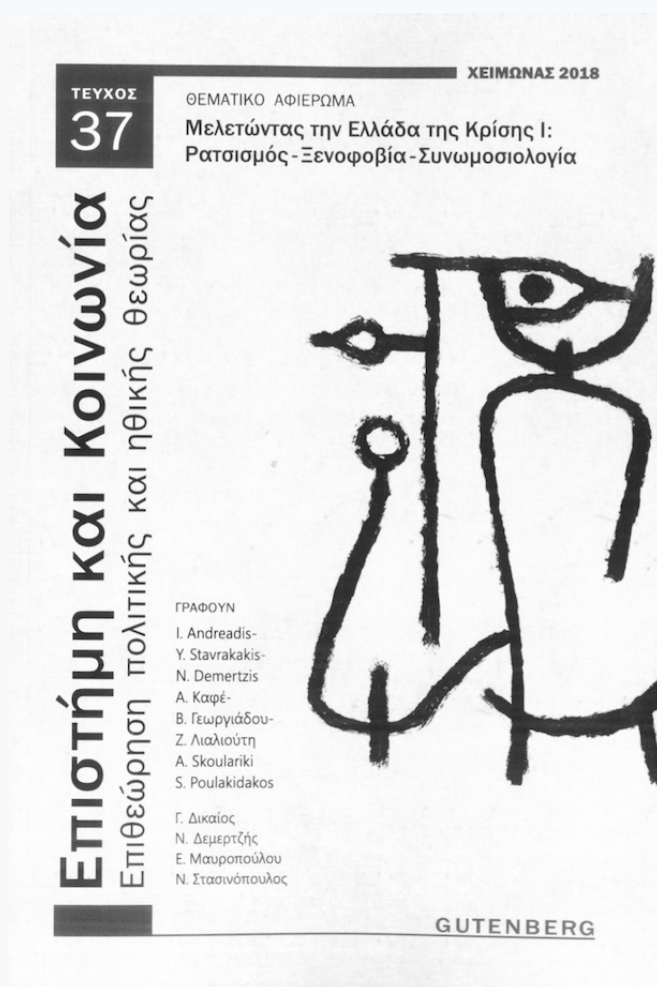 ΧΕΙΜΩΝΑΣ 2018
ΤΕΥΧΟΣ
37
ΘΕΜΑΤΙΚΟ ΑΦΙΕΡΩΜΑ
Μελετώντας την Ελλάδα της Κρίσης Ι:
Ρατσισμός - Ξενοφοβία - Συνωμοσιολογία
Επιστήμη και Κοινωνία
Επιθεώρηση πολιτικής και ηθικής θεωρίας
ΓΡΑΦΟΥΝ
I. Andreadis-
Y. Stavrakakis-
N. Demertzis
Α. Καφέ-
Β. Γεωργιάδου-
Ζ. Λιαλιούτη
A. Skoulariki
S. Poulakidakos
Γ. Δικαίος
Ν. Δεμερτζής
Ε. Μαυροπούλου
Ν. Στασινόπουλος
GUTENBERG